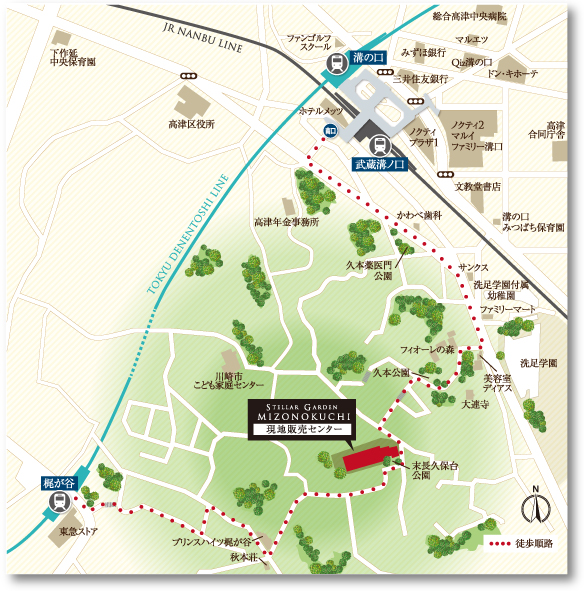 総合高津中央病院
JR NANBU LINE
ファンゴルフ
スクール
マルエツ
下作延
中央保育園
溝の口
みずほ銀行
Qiz溝の口
三井住友銀行
ドン・キホーテ
ホテルメッツ
高津区役所
南口
ノクティ
プラザ1
ノクティ2
マルイ
ファミリー溝口
高津
合同庁舎
武蔵溝ノ口
文教堂書店
TOKYU DENENTOSHI LINE
高津年金事務所
かわべ歯科
溝の口
みつばち保育園
久本薬医門
公園
サンクス
洗足学園付属
幼稚園
ファミリーマート
フィオーレの森
洗足学園
川崎市
こども家庭センター
久本公園
美容室
ディアス
大連寺
STELLAR GARDEN
MIZONOKUCHI
現地販売センター
末長久保台
公園
梶が谷
東急ストア
プリンスハイツ梶が谷
秋本荘
N
徒歩順路